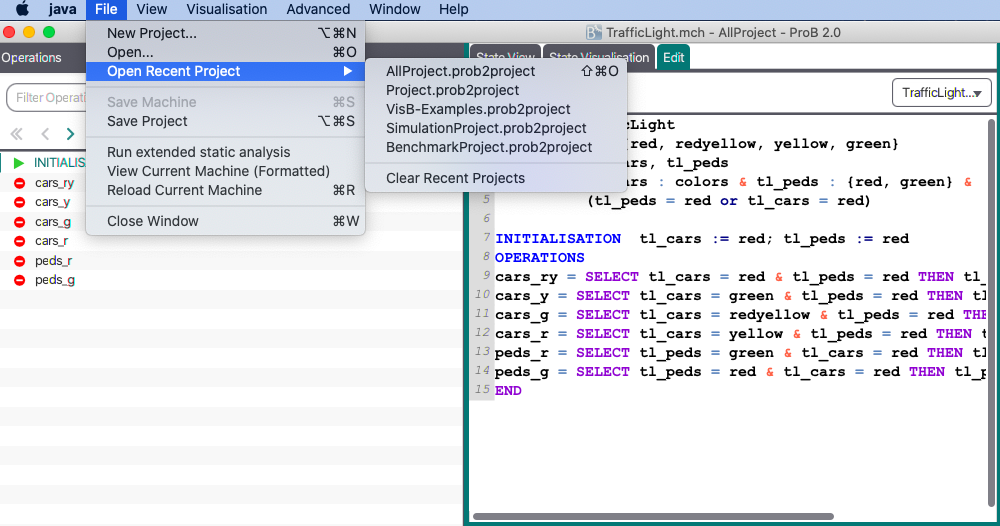 java File View Visualisation Advanced Window Help
TrafficLight.mch - AllProject - ProB 2.0
New Project... ⌥⌘N
Open... ⌘O
Open Recent Project ▶
Save Machine ⌘S
Save Project ⌥⌘S
Run extended static analysis
View Current Machine (Formatted)
Reload Current Machine ⌘R
Close Window ⌘W
AllProject.prob2project ⇧⌘O
Project.prob2project
VisB-Examples.prob2project
SimulationProject.prob2project
BenchmarkProject.prob2project
Clear Recent Projects
Operations
Filter Operati
INITIALIS
cars_ry
cars_y
cars_g
cars_r
peds_r
peds_g
State View State Visualisation Edit
TrafficLight...
cLight
{red, redyellow, yellow, green}
ars, tl_peds
ars : colors & tl_peds : {red, green} &
5 (tl_peds = red or tl_cars = red)
6
7 INITIALISATION tl_cars := red; tl_peds := red
8 OPERATIONS
9 cars_ry = SELECT tl_cars = red & tl_peds = red THEN tl_
10 cars_y = SELECT tl_cars = green & tl_peds = red THEN tl
11 cars_g = SELECT tl_cars = redyellow & tl_peds = red THE
12 cars_r = SELECT tl_cars = yellow & tl_peds = red THEN t
13 peds_r = SELECT tl_peds = green & tl_cars = red THEN tl
14 peds_g = SELECT tl_peds = red & tl_cars = red THEN tl_p
15 END